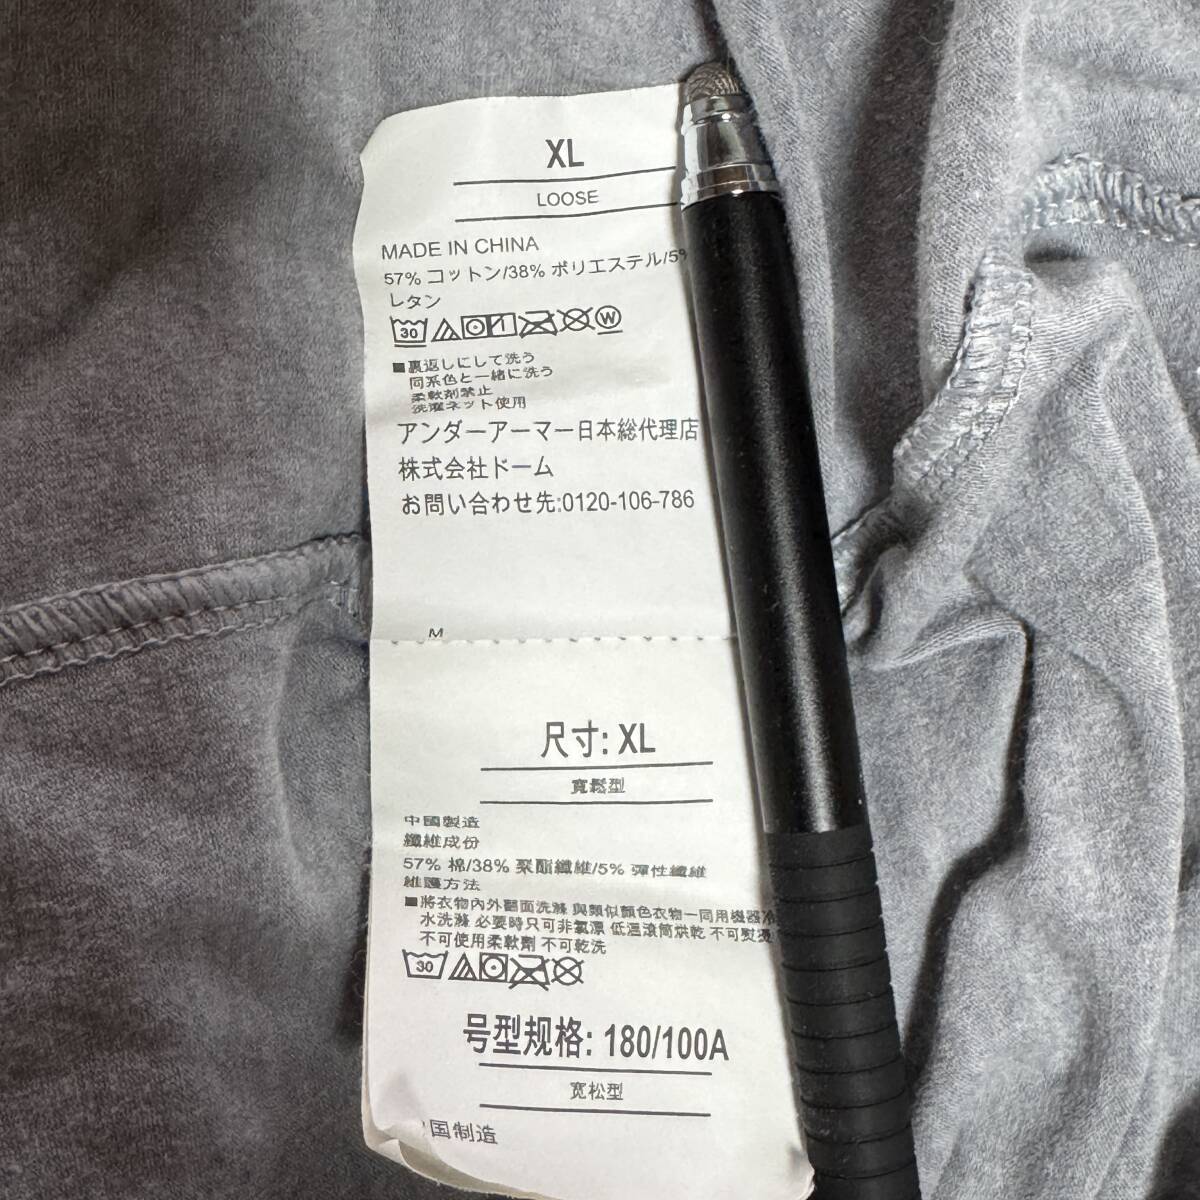 XL
LOOSE
MADE IN CHINA
57% コットン/38% ポリエステル/5%
レタン
30 W
■裏返しにして洗う
同系色と一緒に洗う
柔軟剤禁止
洗濯ネット使用
アンダーアーマー日本総代理店
株式会社ドーム
お問い合わせ先:0120-106-786
M
尺寸: XL
寬鬆型
中國製造
纖維成份
57% 棉/38% 聚酯纖維/5% 彈性纖維
維護方法
■將衣物內外翻面洗滌 與類似顏色衣物一同用機器冷
水洗滌 必要時只可非氯漂 低溫滾筒烘乾 不可熨燙
不可使用柔軟劑 不可乾洗
30
号型规格: 180/100A
宽松型
国制造